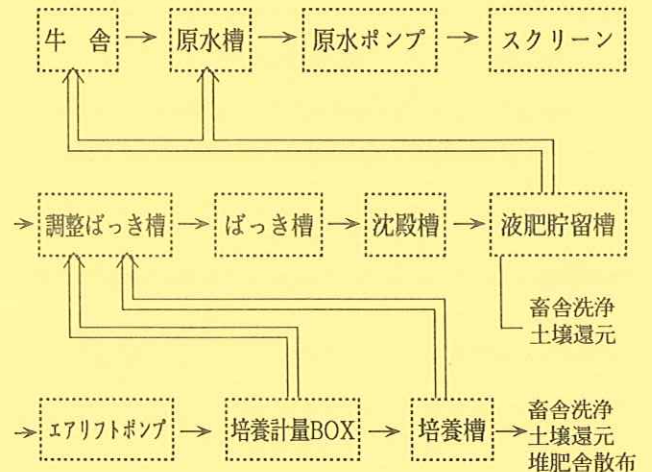 牛 舎 → 原水槽 → 原水ポンプ → スクリーン
→ 調整ばっき槽 → ばっき槽 → 沈殿槽 → 液肥貯留槽
畜舎洗浄
土壌還元
→ エアリフトポンプ → 培養計量BOX → 培養槽 → 畜舎洗浄
土壌還元
堆肥舎散布